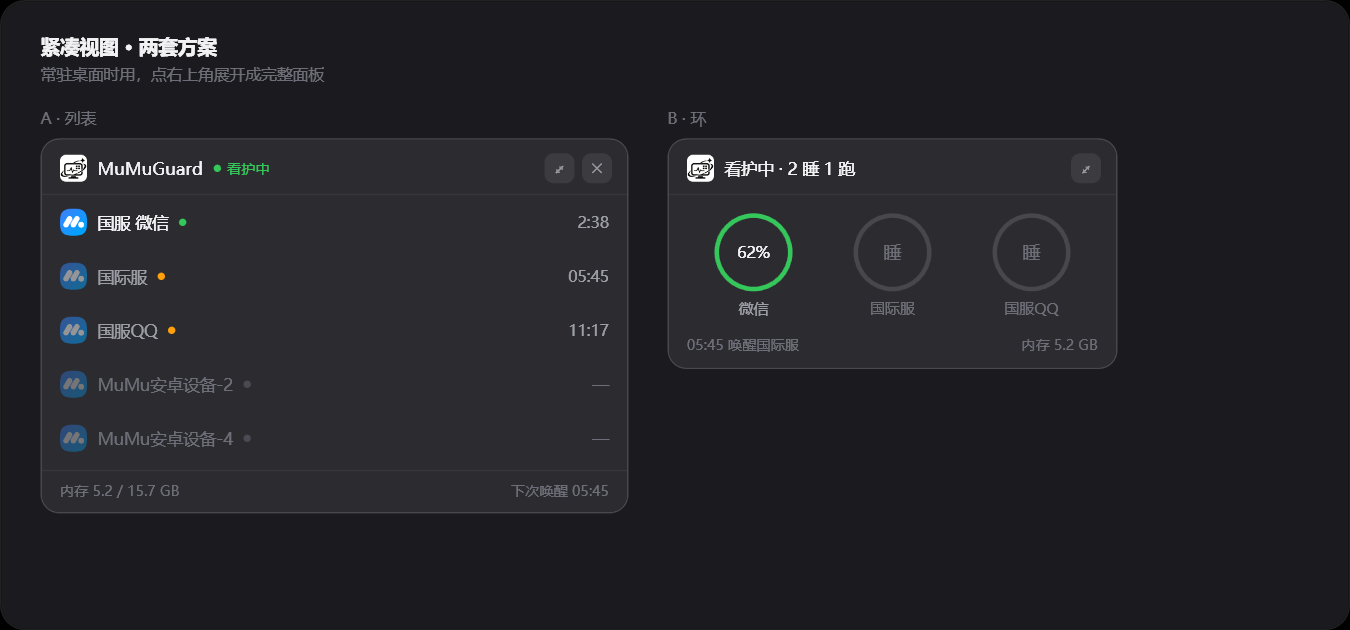 紧凑视图 • 两套方案
常驻桌面时用，点右上角展开成完整面板
A · 列表
MuMuGuard ● 看护中
国服 微信 2:38
国际服 05:45
国服QQ 11:17
MuMu安卓设备-2 —
MuMu安卓设备-4 —
内存 5.2 / 15.7 GB 下次唤醒 05:45
B · 环
看护中 · 2 睡 1 跑
62% 睡 睡
微信 国际服 国服QQ
05:45 唤醒国际服 内存 5.2 GB